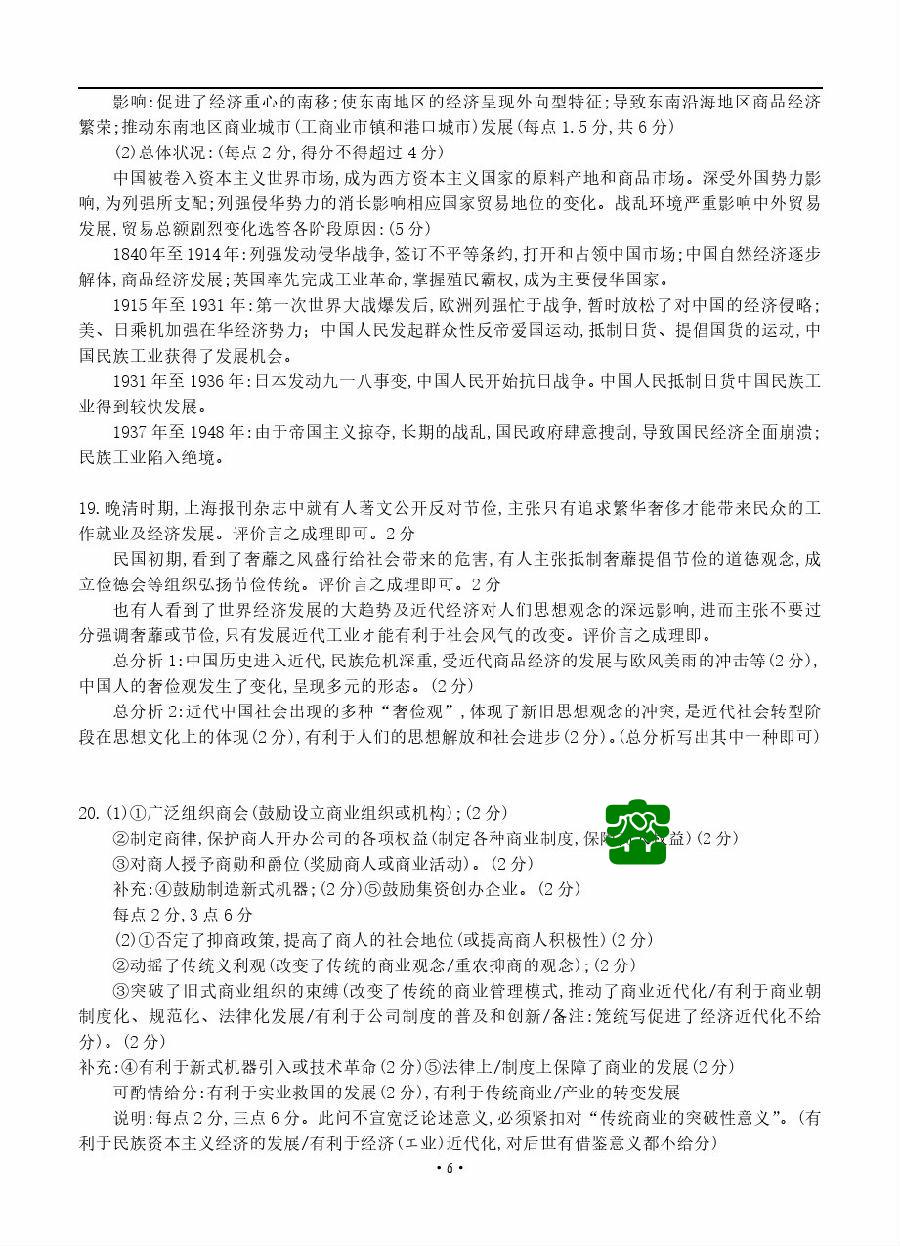 影响:促进了经济重心的南移;使东南地区的经济呈现外向型特征;导致东南沿海地区商品经济
繁荣;推动东南地区商业城市(工商业市镇和港口城市)发展(每点1.5分,共6分)
(2)总体状况:(每点2分,得分不得超过4分)
中国被卷入资本主义世界市场,成为西方资本主义国家的原料产地和商品市场。深受外国势力影
响,为列强所支配;列强侵华势力的消长影响相应国家贸易地位的变化。战乱环境严重影响中外贸易
发展,贸易总额剧烈变化选答各阶段原因:(5分)
1840年至1914年:列强发动侵华战争,签订不平等条约,打开和占领中国市场;中国自然经济逐步
解体,商品经济发展;英国率先完成工业革命,掌握殖民霸权,成为主要侵华国家。
1915年至1931年:第一次世界大战爆发后,欧洲列强忙于战争,暂时放松了对中国的经济侵略;
美、日乘机加强在华经济势力;中国人民发起群众性反帝爱国运动,抵制日货、提倡国货的运动,中
国民族工业获得了发展机会。
1931年至1936年:日本发动九一八事变,中国人民开始抗日战争。中国人民抵制日货中国民族工
业得到较快发展。
1937年至1948年:由于帝国主义掠夺,长期的战乱,国民政府肆意搜刮,导致国民经济全面崩溃;
民族工业陷入绝境。
19.晚清时期,上海报刊杂志中就有人著文公开反对节俭,主张只有追求繁华奢侈才能带来民众的工
作就业及经济发展。评价言之成理即可。2分
民国初期,看到了奢靡之风盛行给社会带来的危害,有人主张抵制奢靡提倡节俭的道德观念,成
立俭德会等组织弘扬节俭传统。评价言之成理即可。2分
也有人看到了世界经济发展的大趋势及近代经济对人们思想观念的深远影响,进而主张不要过
分强调奢靡或节俭,只有发展近代工业才能有利于社会风气的改变。评价言之成理即。
总分析1:中国历史进入近代,民族危机深重,受近代商品经济的发展与欧风美雨的冲击等(2分),
中国人的奢俭观发生了变化,呈现多元的形态。(2分)
总分析2:近代中国社会出现的多种“奢俭观”,体现了新旧思想观念的冲突,是近代社会转型阶
段在思想文化上的体现(2分),有利于人们的思想解放和社会进步(2分)。(总分析写出其中一种即可)
20.(1)①广泛组织商会(鼓励设立商业组织或机构);(2分)
②制定商律,保护商人开办公司的各项权益(制定各种商业制度,保障 益)(2分)
③对商人授予商勋和爵位(奖励商人或商业活动)。(2分)
补充:④鼓励制造新式机器;(2分)⑤鼓励集资创办企业。(2分)
每点2分,3点6分
(2)①否定了抑商政策,提高了商人的社会地位(或提高商人积极性)(2分)
②动摇了传统义利观(改变了传统的商业观念/重农抑商的观念);(2分)
③突破了旧式商业组织的束缚(改变了传统的商业管理模式,推动了商业近代化/有利于商业朝
制度化、规范化、法律化发展/有利于公司制度的普及和创新/备注:笼统写促进了经济近代化不给
分)。(2分)
补充:④有利于新式机器引入或技术革命(2分)⑤法律上/制度上保障了商业的发展(2分)
可酌情给分:有利于实业救国的发展(2分),有利于传统商业/产业的转变发展
说明:每点2分,三点6分。此问不宜宽泛论述意义,必须紧扣对“传统商业的突破性意义”。(有
利于民族资本主义经济的发展/有利于经济(工业)近代化,对后世有借鉴意义都不给分)
·6·